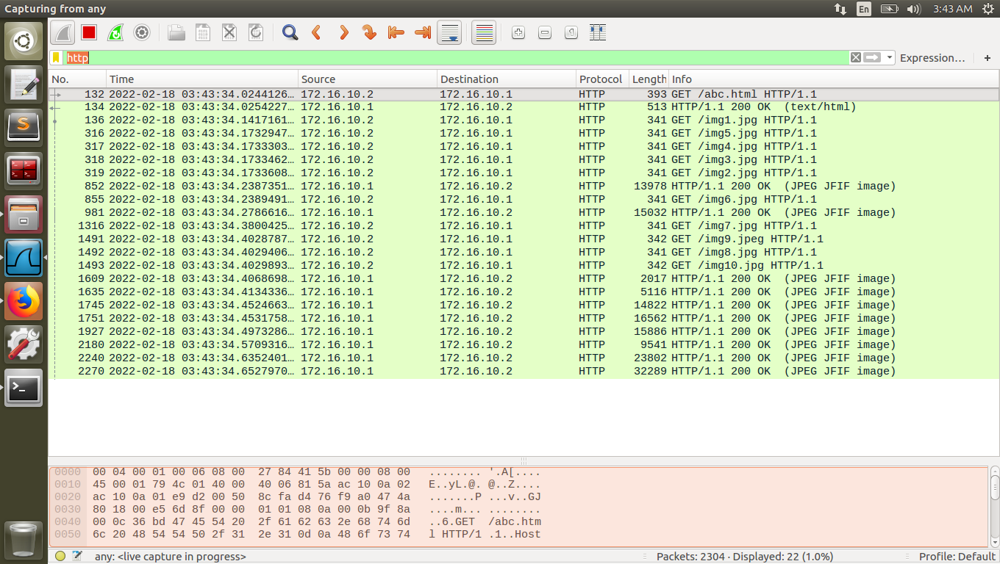 Capturing from any En 3:43 AM
http Expression… +
No. Time Source Destination Protocol Length Info
132 2022-02-18 03:43:34.0244126… 172.16.10.2 172.16.10.1 HTTP 393 GET /abc.html HTTP/1.1
134 2022-02-18 03:43:34.0254227… 172.16.10.1 172.16.10.2 HTTP 513 HTTP/1.1 200 OK (text/html)
136 2022-02-18 03:43:34.1417161… 172.16.10.2 172.16.10.1 HTTP 341 GET /img1.jpg HTTP/1.1
316 2022-02-18 03:43:34.1732947… 172.16.10.2 172.16.10.1 HTTP 341 GET /img5.jpg HTTP/1.1
317 2022-02-18 03:43:34.1733303… 172.16.10.2 172.16.10.1 HTTP 341 GET /img4.jpg HTTP/1.1
318 2022-02-18 03:43:34.1733462… 172.16.10.2 172.16.10.1 HTTP 341 GET /img3.jpg HTTP/1.1
319 2022-02-18 03:43:34.1733608… 172.16.10.2 172.16.10.1 HTTP 341 GET /img2.jpg HTTP/1.1
852 2022-02-18 03:43:34.2387351… 172.16.10.1 172.16.10.2 HTTP 13978 HTTP/1.1 200 OK (JPEG JFIF image)
855 2022-02-18 03:43:34.2389491… 172.16.10.2 172.16.10.1 HTTP 341 GET /img6.jpg HTTP/1.1
981 2022-02-18 03:43:34.2786616… 172.16.10.1 172.16.10.2 HTTP 15032 HTTP/1.1 200 OK (JPEG JFIF image)
1316 2022-02-18 03:43:34.3800425… 172.16.10.2 172.16.10.1 HTTP 341 GET /img7.jpg HTTP/1.1
1491 2022-02-18 03:43:34.4028787… 172.16.10.2 172.16.10.1 HTTP 342 GET /img9.jpeg HTTP/1.1
1492 2022-02-18 03:43:34.4029406… 172.16.10.2 172.16.10.1 HTTP 341 GET /img8.jpg HTTP/1.1
1493 2022-02-18 03:43:34.4029893… 172.16.10.2 172.16.10.1 HTTP 342 GET /img10.jpg HTTP/1.1
1609 2022-02-18 03:43:34.4068698… 172.16.10.1 172.16.10.2 HTTP 2017 HTTP/1.1 200 OK (JPEG JFIF image)
1635 2022-02-18 03:43:34.4134336… 172.16.10.1 172.16.10.2 HTTP 5116 HTTP/1.1 200 OK (JPEG JFIF image)
1745 2022-02-18 03:43:34.4524663… 172.16.10.1 172.16.10.2 HTTP 14822 HTTP/1.1 200 OK (JPEG JFIF image)
1751 2022-02-18 03:43:34.4531758… 172.16.10.1 172.16.10.2 HTTP 16562 HTTP/1.1 200 OK (JPEG JFIF image)
1927 2022-02-18 03:43:34.4973286… 172.16.10.1 172.16.10.2 HTTP 15886 HTTP/1.1 200 OK (JPEG JFIF image)
2180 2022-02-18 03:43:34.5709316… 172.16.10.1 172.16.10.2 HTTP 9541 HTTP/1.1 200 OK (JPEG JFIF image)
2240 2022-02-18 03:43:34.6352401… 172.16.10.1 172.16.10.2 HTTP 23802 HTTP/1.1 200 OK (JPEG JFIF image)
2270 2022-02-18 03:43:34.6527970… 172.16.10.1 172.16.10.2 HTTP 32289 HTTP/1.1 200 OK (JPEG JFIF image)
0000 00 04 00 01 00 06 08 00 27 84 41 5b 00 00 08 00 ........ '.A[....
0010 45 00 01 79 4c 01 40 00 40 06 81 5a ac 10 0a 02 E..yL.@. @..Z....
0020 ac 10 0a 01 e9 d2 00 50 8c fa d4 76 f9 a0 47 4a .......P ...v..GJ
0030 80 18 00 e5 6d 8f 00 00 01 01 08 0a 00 0b 9f 8a ....m... ........
0040 00 0c 36 bd 47 45 54 20 2f 61 62 63 2e 68 74 6d ..6.GET /abc.htm
0050 6c 20 48 54 54 50 2f 31 2e 31 0d 0a 48 6f 73 74 l HTTP/1 .1..Host
any: <live capture in progress> Packets: 2304 · Displayed: 22 (1.0%) Profile: Default